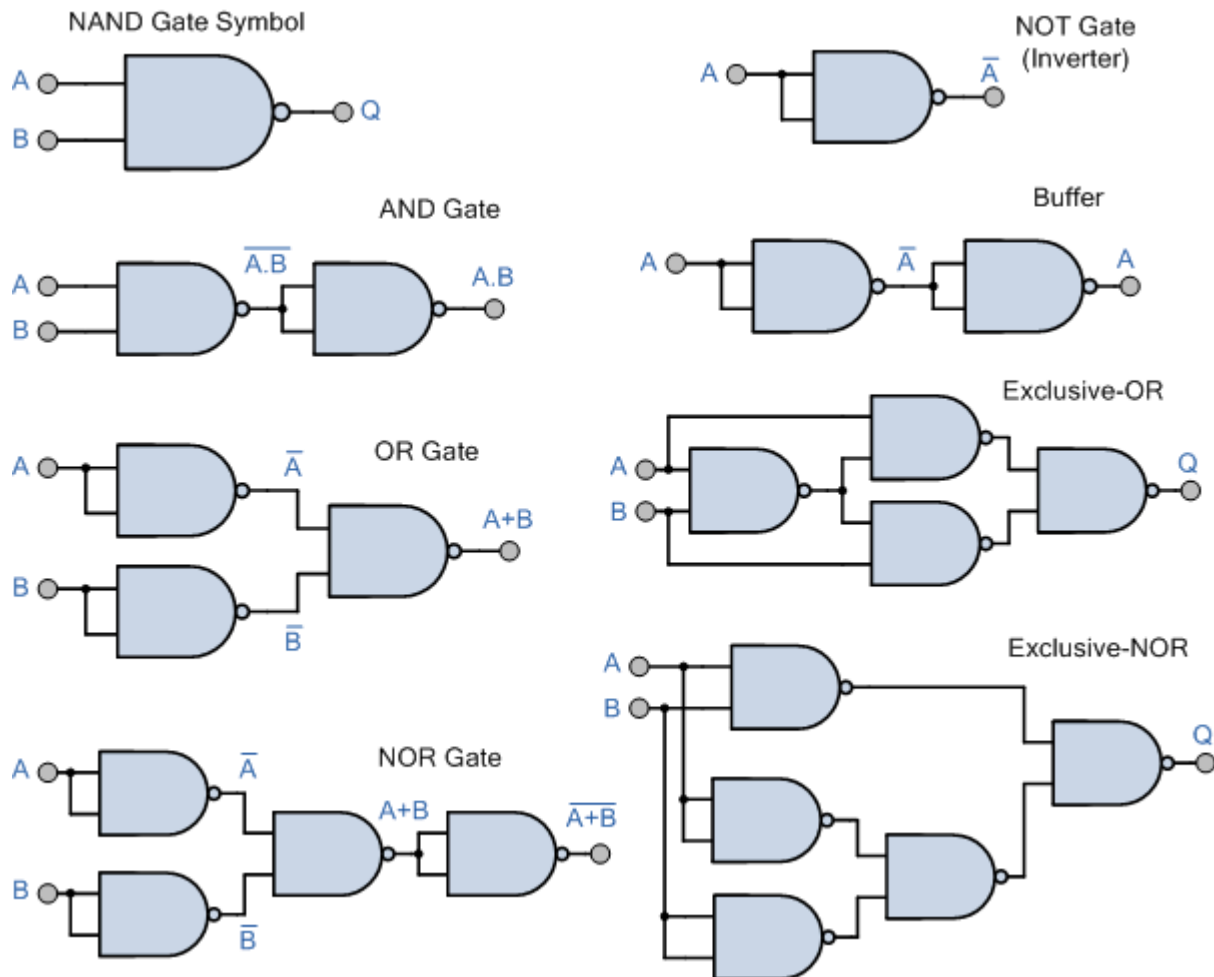 NAND Gate Symbol
A
B
Q
NOT Gate
(Inverter)
A
A̅
AND Gate
A
B
A̅.̅B̅
A.B
Buffer
A
A̅
A
OR Gate
A
B
A̅
B̅
A+B
Exclusive-OR
A
B
Q
NOR Gate
A
B
A̅
B̅
A+B
A̅+̅B̅
Exclusive-NOR
A
B
Q